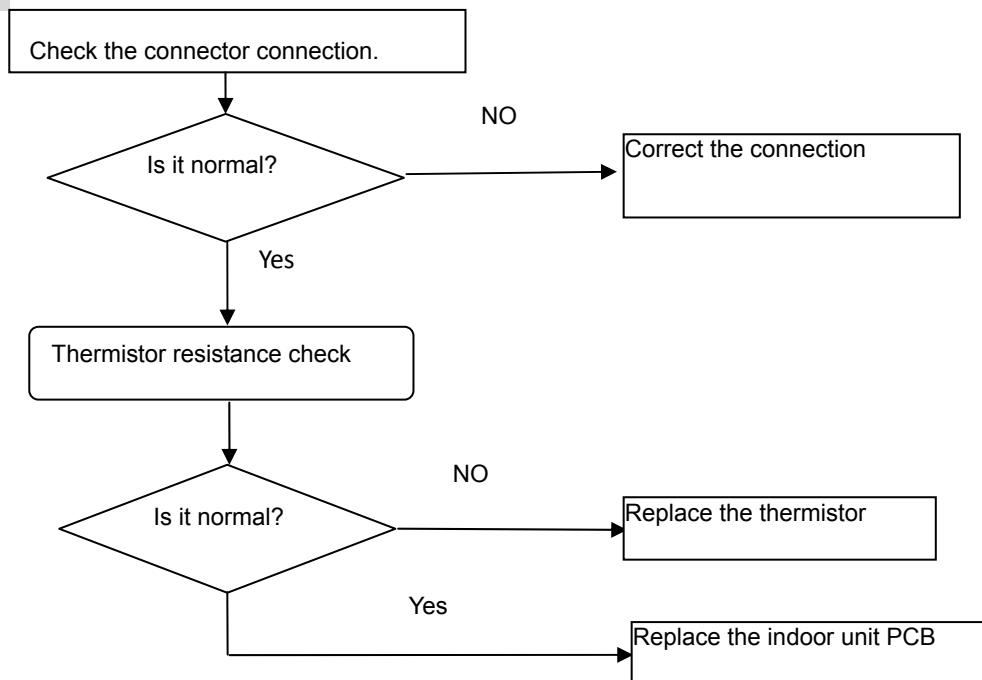 Check the connector connection.
NO
Is it normal?
Correct the connection
Yes
Thermistor resistance check
NO
Is it normal?
Replace the thermistor
Yes
Replace the indoor unit PCB